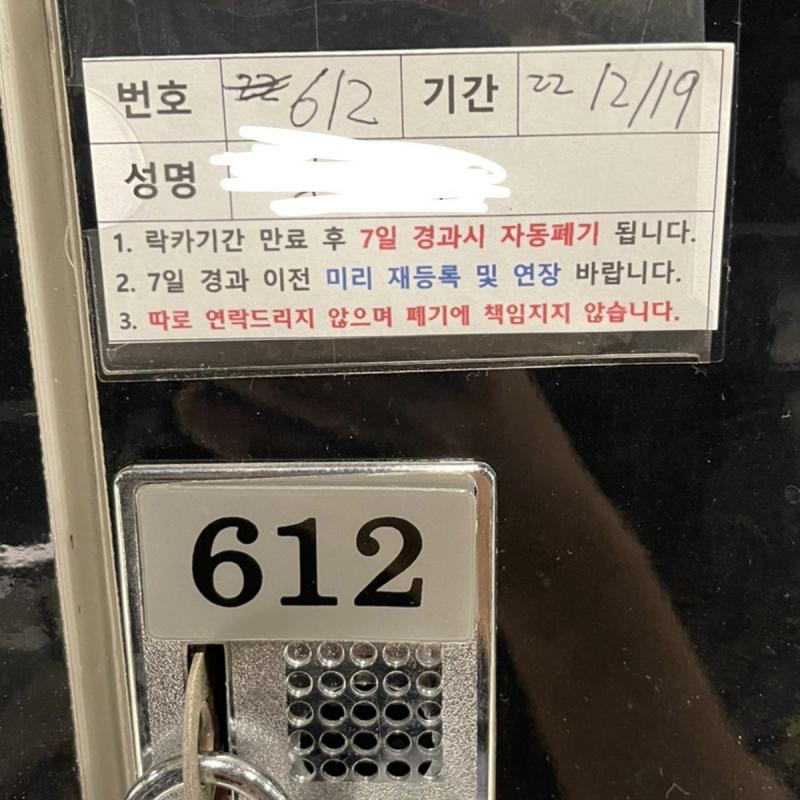 번호 612 기간 22 12/19
성명
1. 락카기간 만료 후 7일 경과시 자동폐기 됩니다.
2. 7일 경과 이전 미리 재등록 및 연장 바랍니다.
3. 따로 연락드리지 않으며 폐기에 책임지지 않습니다.
612